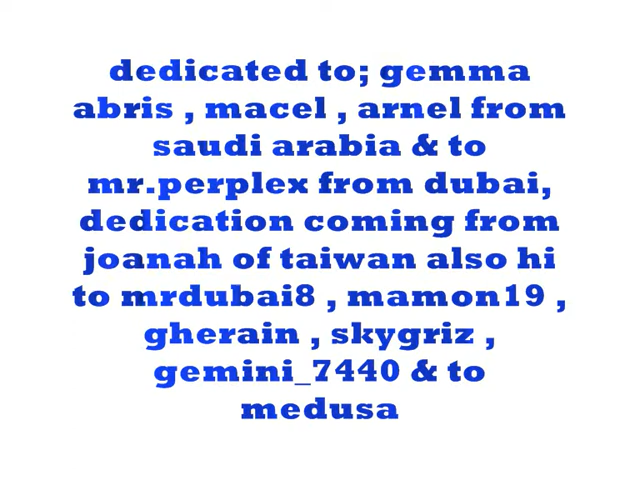 dedicated to; gemma
abris , macel , arnel from
saudi arabia & to
mr.perplex from dubai,
dedication coming from
joanah of taiwan also hi
to mrdubai8 , mamon19 ,
gherain , skygriz ,
gemini_7440 & to
medusa